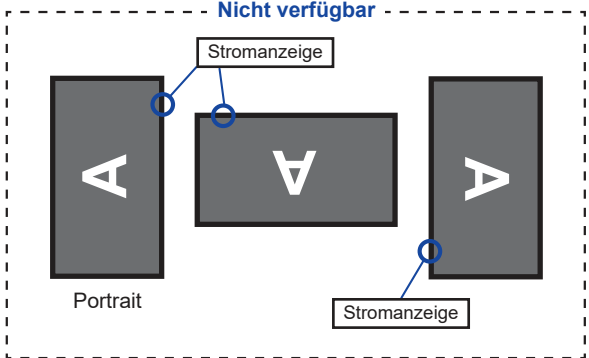 Nicht verfügbar
Stromanzeige
A
A
A
Portrait
Stromanzeige